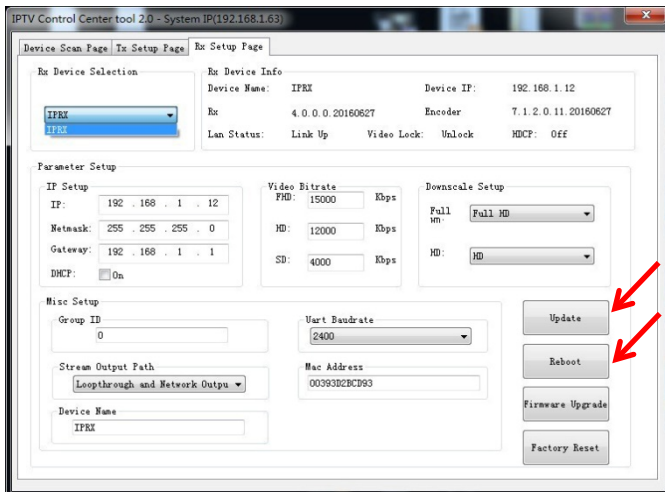 IPTV Control Center tool 2.0 - System IP(192.168.1.63)
Device Scan Page Tx Setup Page Rx Setup Page
Rx Device Selection
IPRX
IPRX
Rx Device Info
Device Name: IPRX Device IP: 192.168.1.12
Rx 4.0.0.0.20160627 Encoder 7.1.2.0.11.20160627
Lan Status: Link Up Video Lock: Unlock HDCP: Off
Parameter Setup
IP Setup
IP: 192 . 168 . 1 . 12
Netmask: 255 . 255 . 255 . 0
Gateway: 192 . 168 . 1 . 1
DHCP: On
Video Bitrate
FHD: 15000 Kbps
HD: 12000 Kbps
SD: 4000 Kbps
Downscale Setup
Full Full HD
HD: HD
Misc Setup
Group ID
0
Stream Output Path
Loopthrough and Network Outpu
Device Name
IPRX
Uart Baudrate
2400
Mac Address
00393D2BCD93
Update
Reboot
Firmware Upgrade
Factory Reset